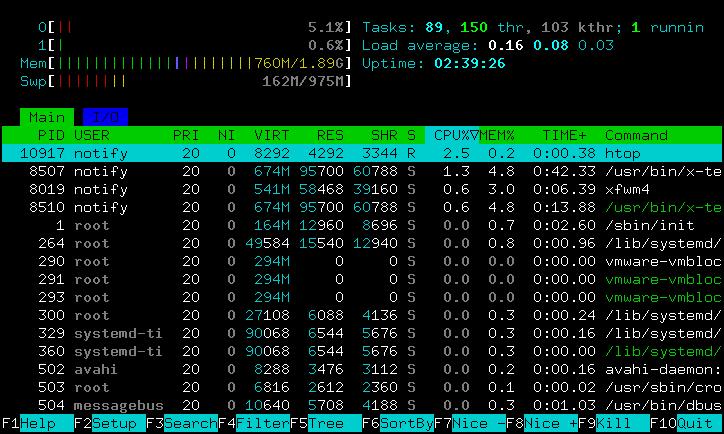 0[|| 5.1%] Tasks: 89, 150 thr, 103 kthr; 1 runnin
1[| 0.6%] Load average: 0.16 0.08 0.03
Mem[||||||||||||||||||||||||||760M/1.89G] Uptime: 02:39:26
Swp[||||||||| 162M/975M]
Main I/O
PID USER PRI NI VIRT RES SHR S CPU%▽MEM% TIME+ Command
10917 notify 20 0 8292 4292 3344 R 2.5 0.2 0:00.38 htop
8507 notify 20 0 674M 95700 60788 S 1.3 4.8 0:42.33 /usr/bin/x-te
8019 notify 20 0 541M 58468 39160 S 0.6 3.0 0:06.39 xfwm4
8510 notify 20 0 674M 95700 60788 S 0.6 4.8 0:13.88 /usr/bin/x-te
1 root 20 0 164M 12960 8696 S 0.0 0.7 0:02.60 /sbin/init
264 root 20 0 49584 15540 12940 S 0.0 0.8 0:00.96 /lib/systemd/
290 root 20 0 294M 0 0 S 0.0 0.0 0:00.00 vmware-vmbloc
291 root 20 0 294M 0 0 S 0.0 0.0 0:00.00 vmware-vmbloc
293 root 20 0 294M 0 0 S 0.0 0.0 0:00.00 vmware-vmbloc
300 root 20 0 27108 6088 4136 S 0.0 0.3 0:00.24 /lib/systemd/
329 systemd-ti 20 0 90068 6544 5676 S 0.0 0.3 0:00.16 /lib/systemd/
360 systemd-ti 20 0 90068 6544 5676 S 0.0 0.3 0:00.00 /lib/systemd/
502 avahi 20 0 8288 3476 3112 S 0.0 0.2 0:00.16 avahi-daemon:
503 root 20 0 6816 2612 2360 S 0.0 0.1 0:00.02 /usr/sbin/cro
504 messagebus 20 0 10640 5708 4188 S 0.0 0.3 0:01.03 /usr/bin/dbus
F1Help F2Setup F3SearchF4FilterF5Tree F6SortByF7Nice -F8Nice +F9Kill F10Quit